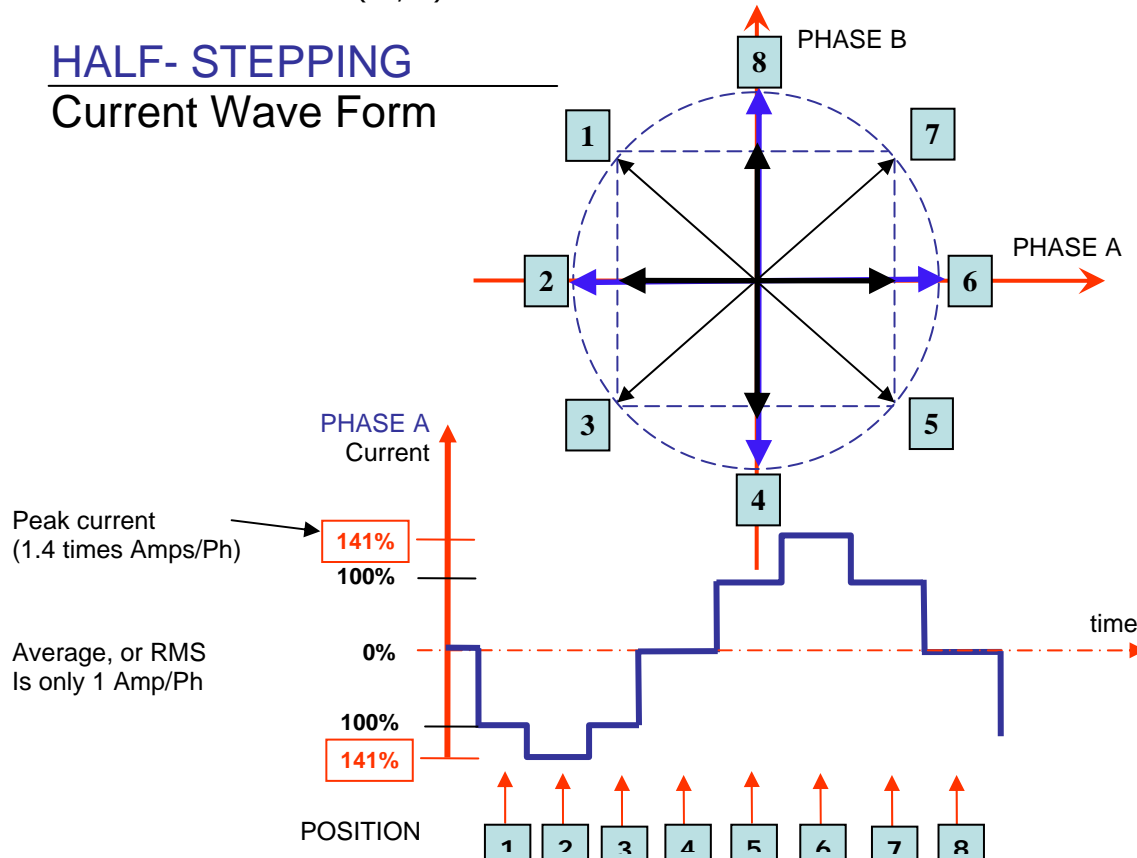 HALF- STEPPING
Current Wave Form
PHASE B
8
1
7
PHASE A
2
6
3
5
4
PHASE A
Current
Peak current
(1.4 times Amps/Ph)
141%
100%
time
Average, or RMS
Is only 1 Amp/Ph
0%
100%
141%
POSITION
1 2 3 4 5 6 7 8